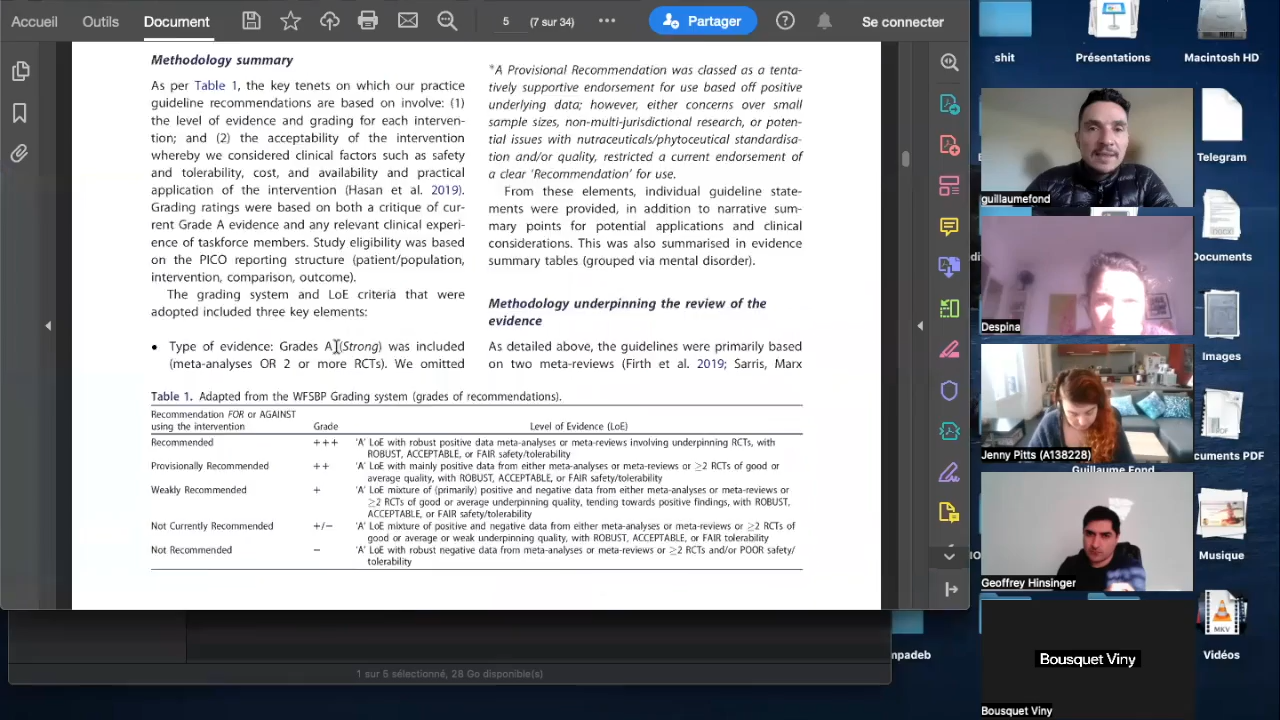 Accueil
Outils
Document
5
(7 sur 34)
Partager
Se connecter
Methodology summary
As per Table 1, the key tenets on which our practice
guideline recommendations are based on involve: (1)
the level of evidence and grading for each interven-
tion; and (2) the acceptability of the intervention
whereby we considered clinical factors such as safety
and tolerability, cost, and availability and practical
application of the intervention (Hasan et al. 2019).
Grading ratings were based on both a critique of cur-
rent Grade A evidence and any relevant clinical experi-
ence of taskforce members. Study eligibility was based
on the PICO reporting structure (patient/population,
intervention, comparison, outcome).
The grading system and LoE criteria that were
adopted included three key elements:
• Type of evidence: Grades A (Strong) was included
(meta-analyses OR 2 or more RCTs). We omitted
*A Provisional Recommendation was classed as a tenta-
tively supportive endorsement for use based off positive
underlying data; however, either concerns over small
sample sizes, non-multi-jurisdictional research, or poten-
tial issues with nutraceuticals/phytoceutical standardisa-
tion and/or quality, restricted a current endorsement of
a clear 'Recommendation' for use.
From these elements, individual guideline state-
ments were provided, in addition to narrative sum-
mary points for potential applications and clinical
considerations. This was also summarised in evidence
summary tables (grouped via mental disorder).
Methodology underpinning the review of the
evidence
As detailed above, the guidelines were primarily based
on two meta-reviews (Firth et al. 2019; Sarris, Marx
Table 1. Adapted from the WFSBP Grading system (grades of recommendations).
Recommendation FOR or AGAINST
using the intervention Grade Level of Evidence (LoE)
Recommended +++ 'A' LoE with robust positive data meta-analyses or meta-reviews involving underpinning RCTs, with
ROBUST, ACCEPTABLE, or FAIR safety/tolerability
Provisionally Recommended ++ 'A' LoE with mainly positive data from either meta-analyses or meta-reviews or ≥2 RCTs of good or
average quality, with ROBUST, ACCEPTABLE, or FAIR safety/tolerability
Weakly Recommended + 'A' LoE mixture of (primarily) positive and negative data from either meta-analyses or meta-reviews or
≥2 RCTs of good or average underpinning quality, tending towards positive findings, with ROBUST,
ACCEPTABLE, or FAIR safety/tolerability
Not Currently Recommended +/− 'A' LoE mixture of positive and negative data from either meta-analyses or meta-reviews or ≥2 RCTs of
good or average or weak underpinning quality, with ROBUST, ACCEPTABLE, or FAIR tolerability
Not Recommended − 'A' LoE with robust negative data from meta-analyses or meta-reviews or ≥2 RCTs and/or POOR safety/
tolerability
1 sur 5 sélectionné, 28 Go disponible(s)
shit
Présentations
Macintosh HD
guillaumefond
Telegram
Despina
Documents
Images
Jenny Pitts (A138228)
Guillaume Fond
cuments PDF
Geoffrey Hinsinger
Musique
Bousquet Viny
Bousquet Viny
mpadeb
Vidéos
MKV